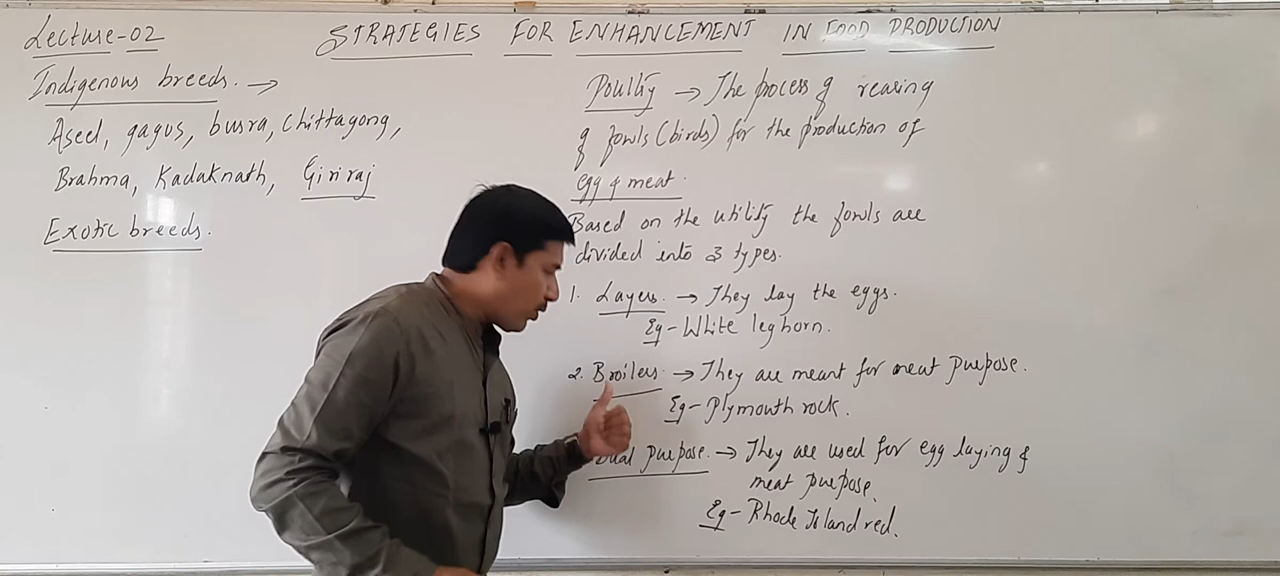 Lecture-02
STRATEGIES FOR ENHANCEMENT IN FOOD PRODUCTION
Indigenous breeds. →
Aseel, gagus, busra, Chittagong,
Brahma, Kadaknath, Giriraj
Exotic breeds.
Poultry → The process of rearing
of fowls (birds) for the production of
egg & meat.
Based on the utility the fowls are
divided into 3 types.
1. Layers. → They lay the eggs.
Eg - White leghorn.
2. Broilers. → They are meant for meat purpose.
Eg - Plymouth rock.
Dual purpose. → They are used for egg laying &
meat purpose.
Eg - Rhode Island red.